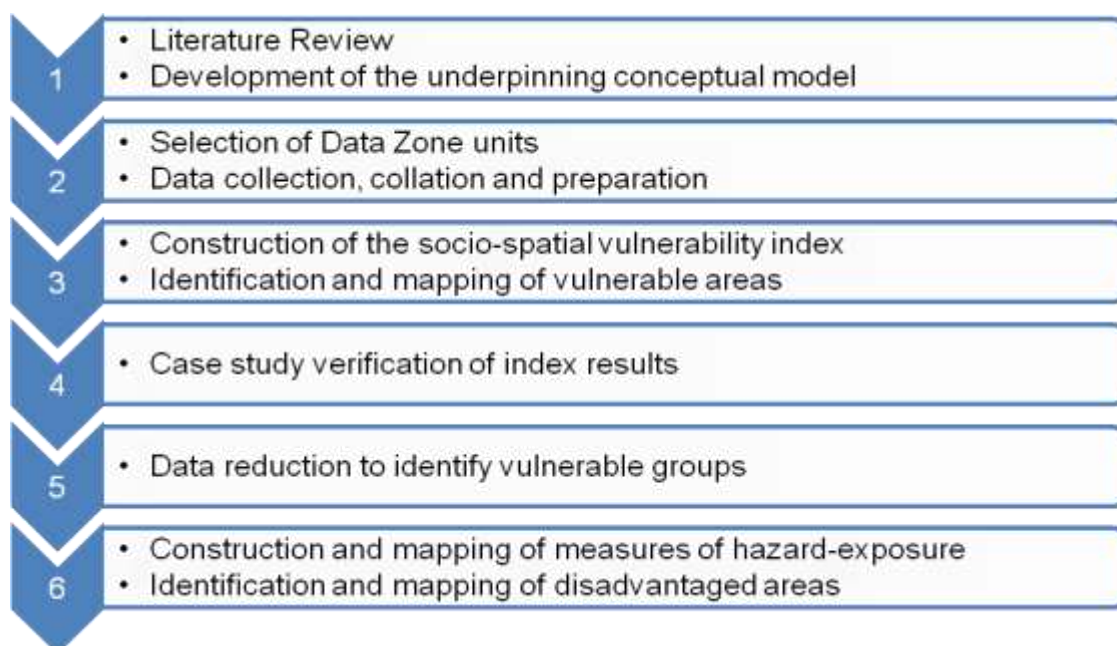 1
• Literature Review
• Development of the underpinning conceptual model
2
• Selection of Data Zone units
• Data collection, collation and preparation
3
• Construction of the socio-spatial vulnerability index
• Identification and mapping of vulnerable areas
4
• Case study verification of index results
5
• Data reduction to identify vulnerable groups
6
• Construction and mapping of measures of hazard-exposure
• Identification and mapping of disadvantaged areas